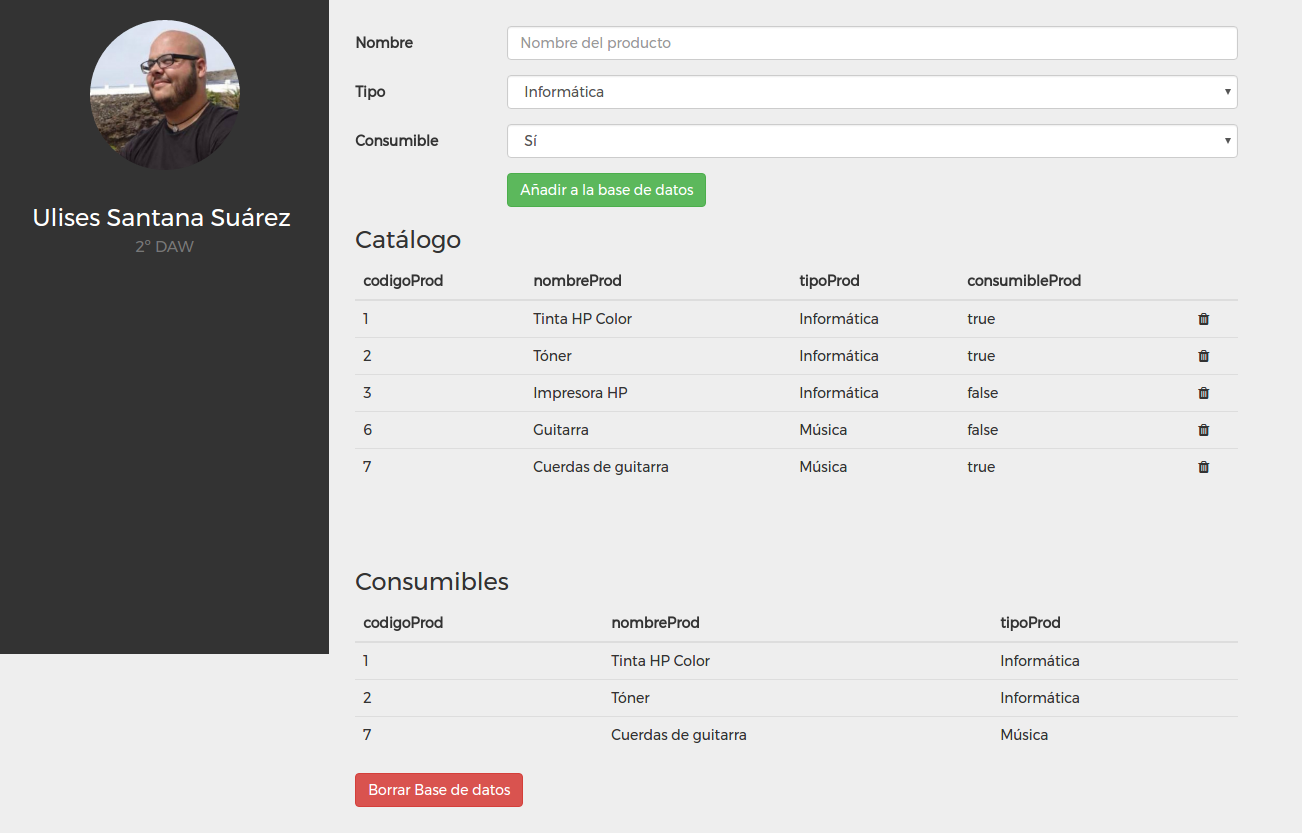 Ulises Santana Suárez
2º DAW
Nombre Nombre del producto
Tipo Informática
Consumible Sí
Añadir a la base de datos
Catálogo
codigoProd nombreProd tipoProd consumibleProd
1 Tinta HP Color Informática true
2 Tóner Informática true
3 Impresora HP Informática false
6 Guitarra Música false
7 Cuerdas de guitarra Música true
Consumibles
codigoProd nombreProd tipoProd
1 Tinta HP Color Informática
2 Tóner Informática
7 Cuerdas de guitarra Música
Borrar Base de datos